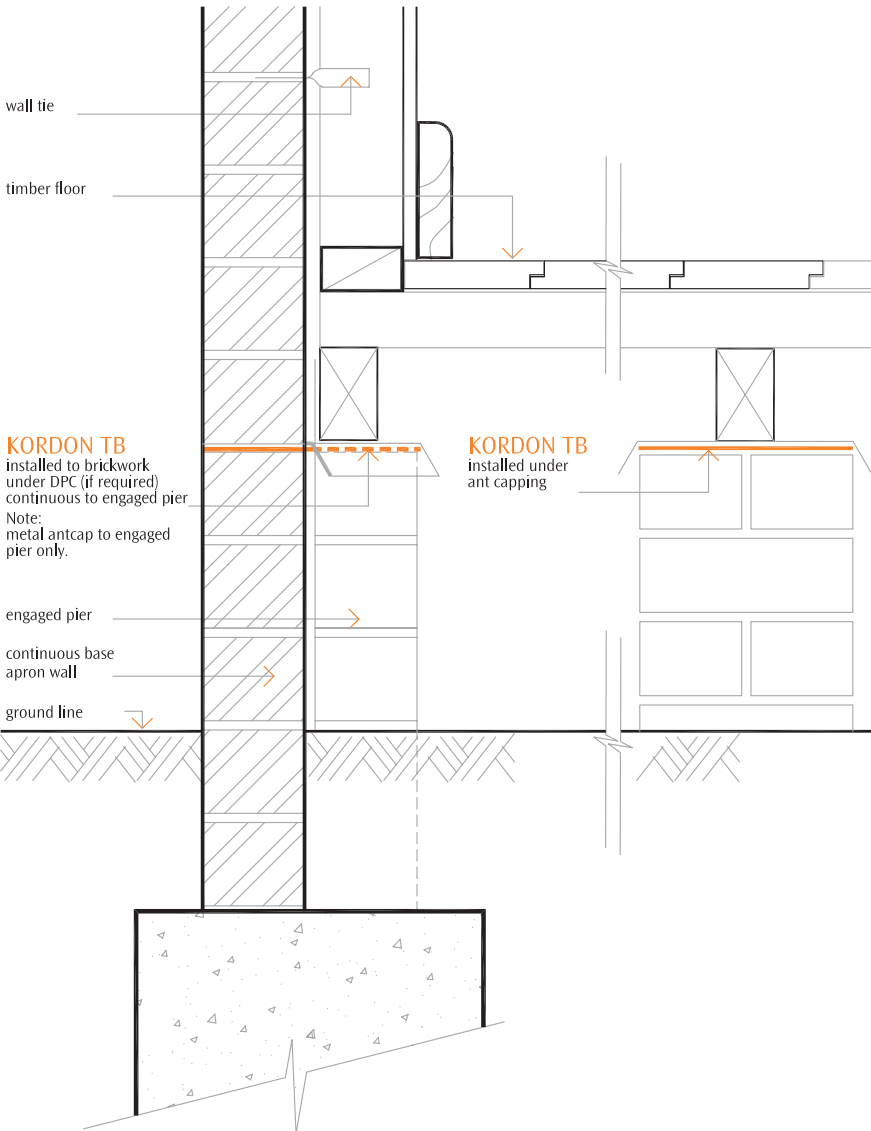 wall tie
timber floor
KORDON TB
installed to brickwork
under DPC (if required)
continuous to engaged pier
Note:
metal antcap to engaged
pier only.
KORDON TB
installed under
ant capping
engaged pier
continuous base
apron wall
ground line